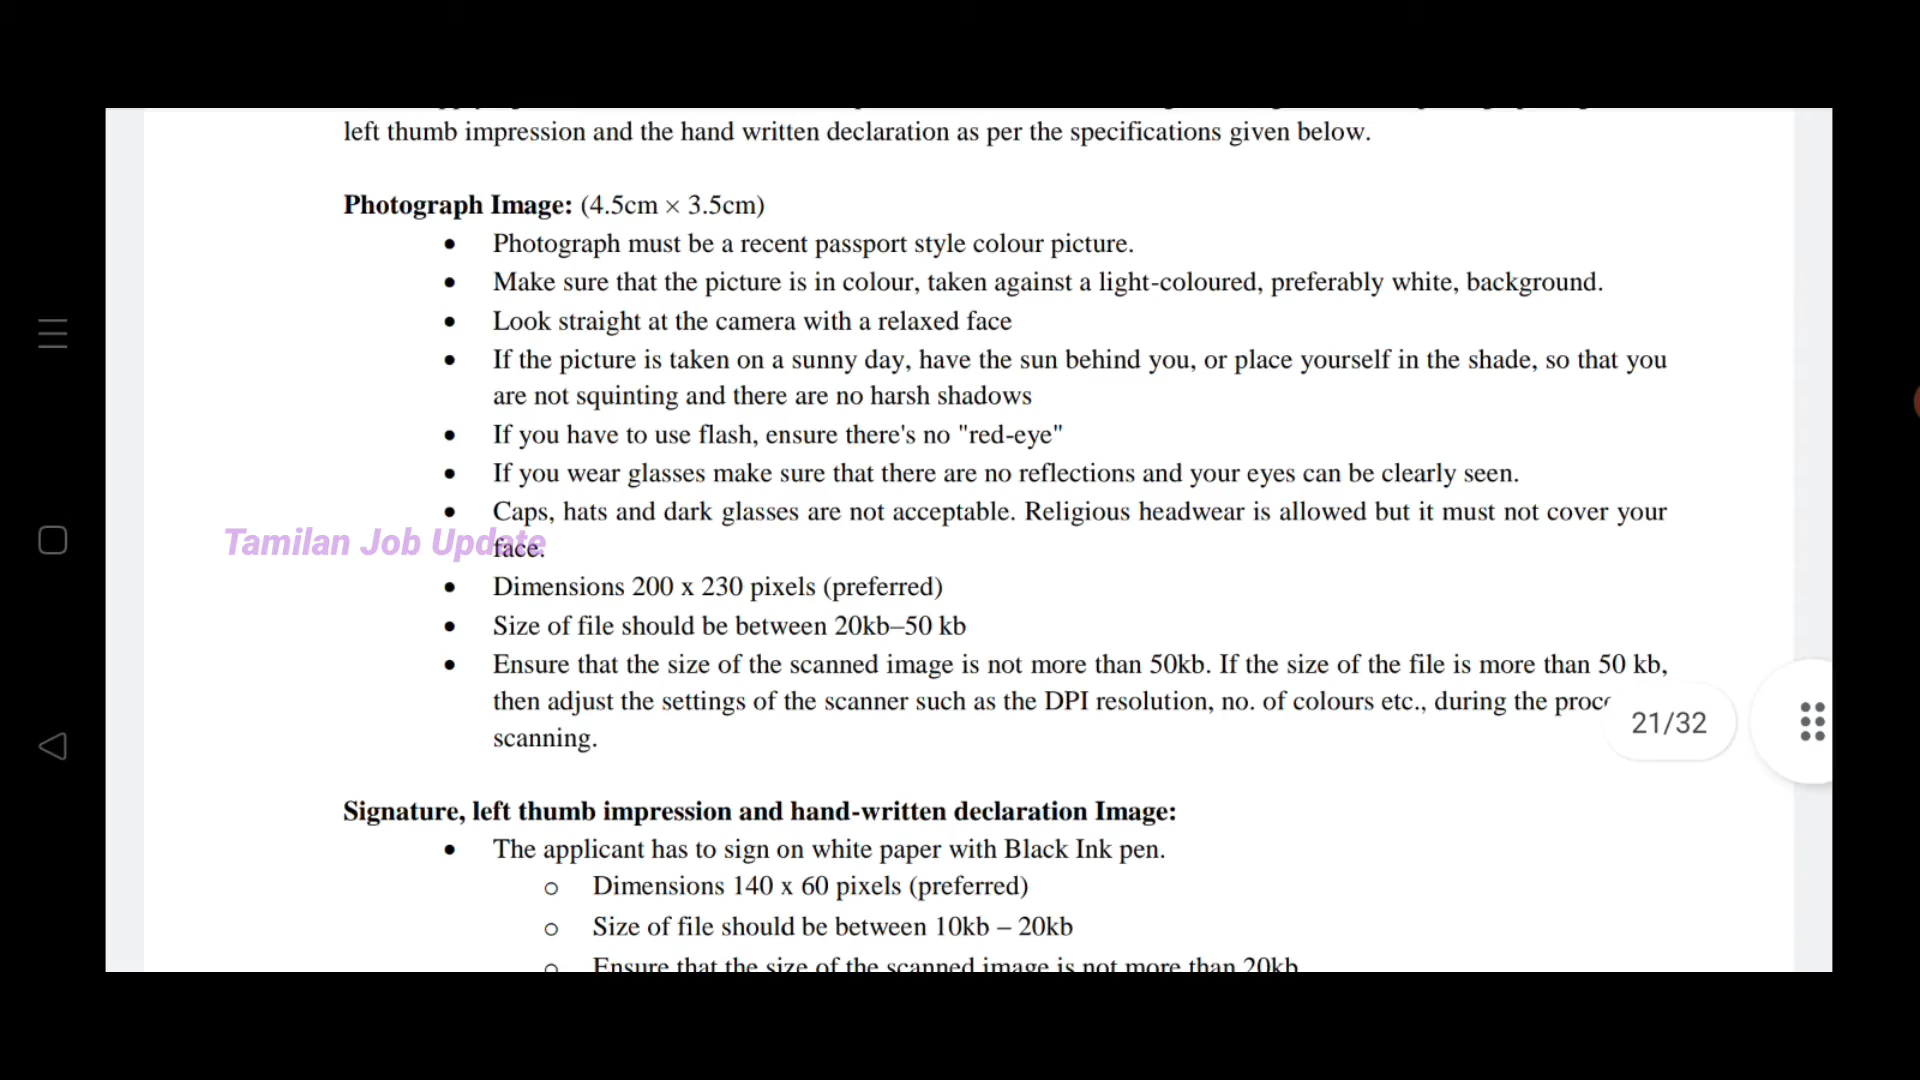 left thumb impression and the hand written declaration as per the specifications given below.
Photograph Image: (4.5cm × 3.5cm)
• Photograph must be a recent passport style colour picture.
• Make sure that the picture is in colour, taken against a light-coloured, preferably white, background.
• Look straight at the camera with a relaxed face
• If the picture is taken on a sunny day, have the sun behind you, or place yourself in the shade, so that you
are not squinting and there are no harsh shadows
• If you have to use flash, ensure there's no "red-eye"
• If you wear glasses make sure that there are no reflections and your eyes can be clearly seen.
• Caps, hats and dark glasses are not acceptable. Religious headwear is allowed but it must not cover your
Tamilan Job Update
face.
• Dimensions 200 x 230 pixels (preferred)
• Size of file should be between 20kb–50 kb
• Ensure that the size of the scanned image is not more than 50kb. If the size of the file is more than 50 kb,
then adjust the settings of the scanner such as the DPI resolution, no. of colours etc., during the
21/32
scanning.
Signature, left thumb impression and hand-written declaration Image:
• The applicant has to sign on white paper with Black Ink pen.
o Dimensions 140 x 60 pixels (preferred)
o Size of file should be between 10kb – 20kb
o Ensure that the size of the scanned image is not more than 20kb